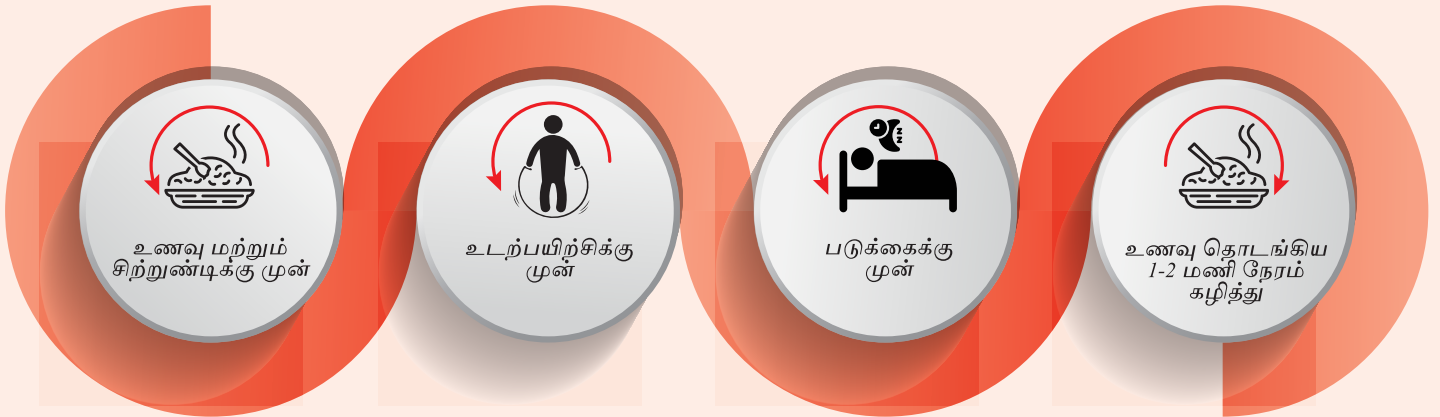 உணவு மற்றும்
சிற்றுண்டிக்கு முன்
உடற்பயிற்சிக்கு
முன்
படுக்கைக்கு
முன்
உணவு தொடங்கிய
1-2 மணி நேரம்
கழித்து